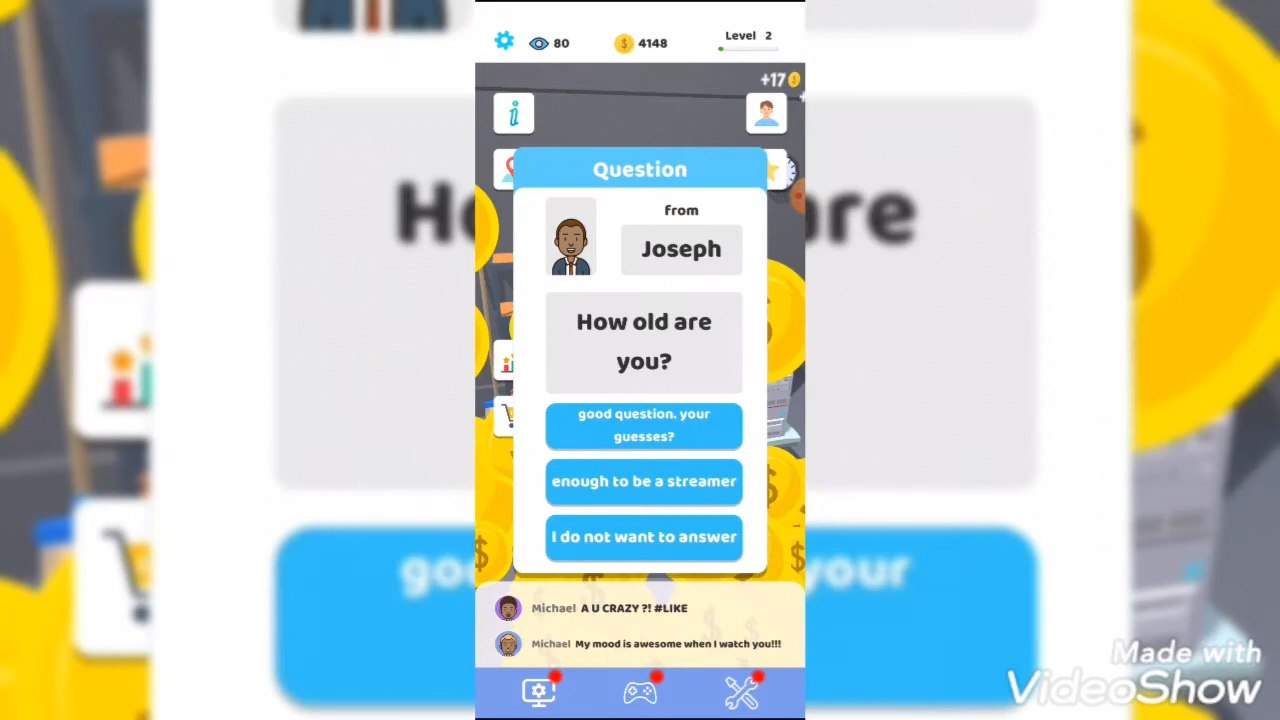 80
4148
Level 2
+17
Question
from
Joseph
How old are
you?
good question. your
guesses?
enough to be a streamer
I do not want to answer
Michael A U CRAZY ?! #LIKE
Michael My mood is awesome when I watch you!!!
Made with
VideoShow